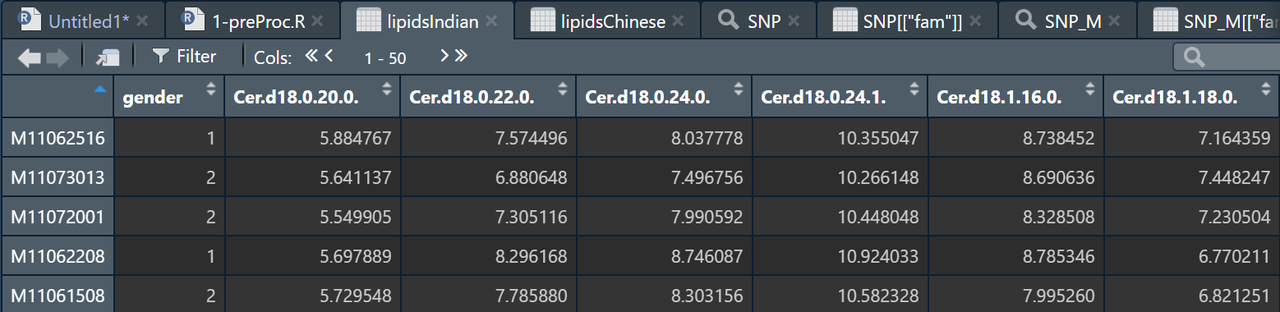 Untitled1* × 1-preProc.R × lipidsIndian × lipidsChinese × SNP × SNP[["fam"]] × SNP_M × SNP_M[["fa
Filter Cols: « < 1 - 50 > »
gender Cer.d18.0.20.0. Cer.d18.0.22.0. Cer.d18.0.24.0. Cer.d18.0.24.1. Cer.d18.1.16.0. Cer.d18.1.18.0.
M11062516 1 5.884767 7.574496 8.037778 10.355047 8.738452 7.164359
M11073013 2 5.641137 6.880648 7.496756 10.266148 8.690636 7.448247
M11072001 2 5.549905 7.305116 7.990592 10.448048 8.328508 7.230504
M11062208 1 5.697889 8.296168 8.746087 10.924033 8.785346 6.770211
M11061508 2 5.729548 7.785880 8.303156 10.582328 7.995260 6.821251